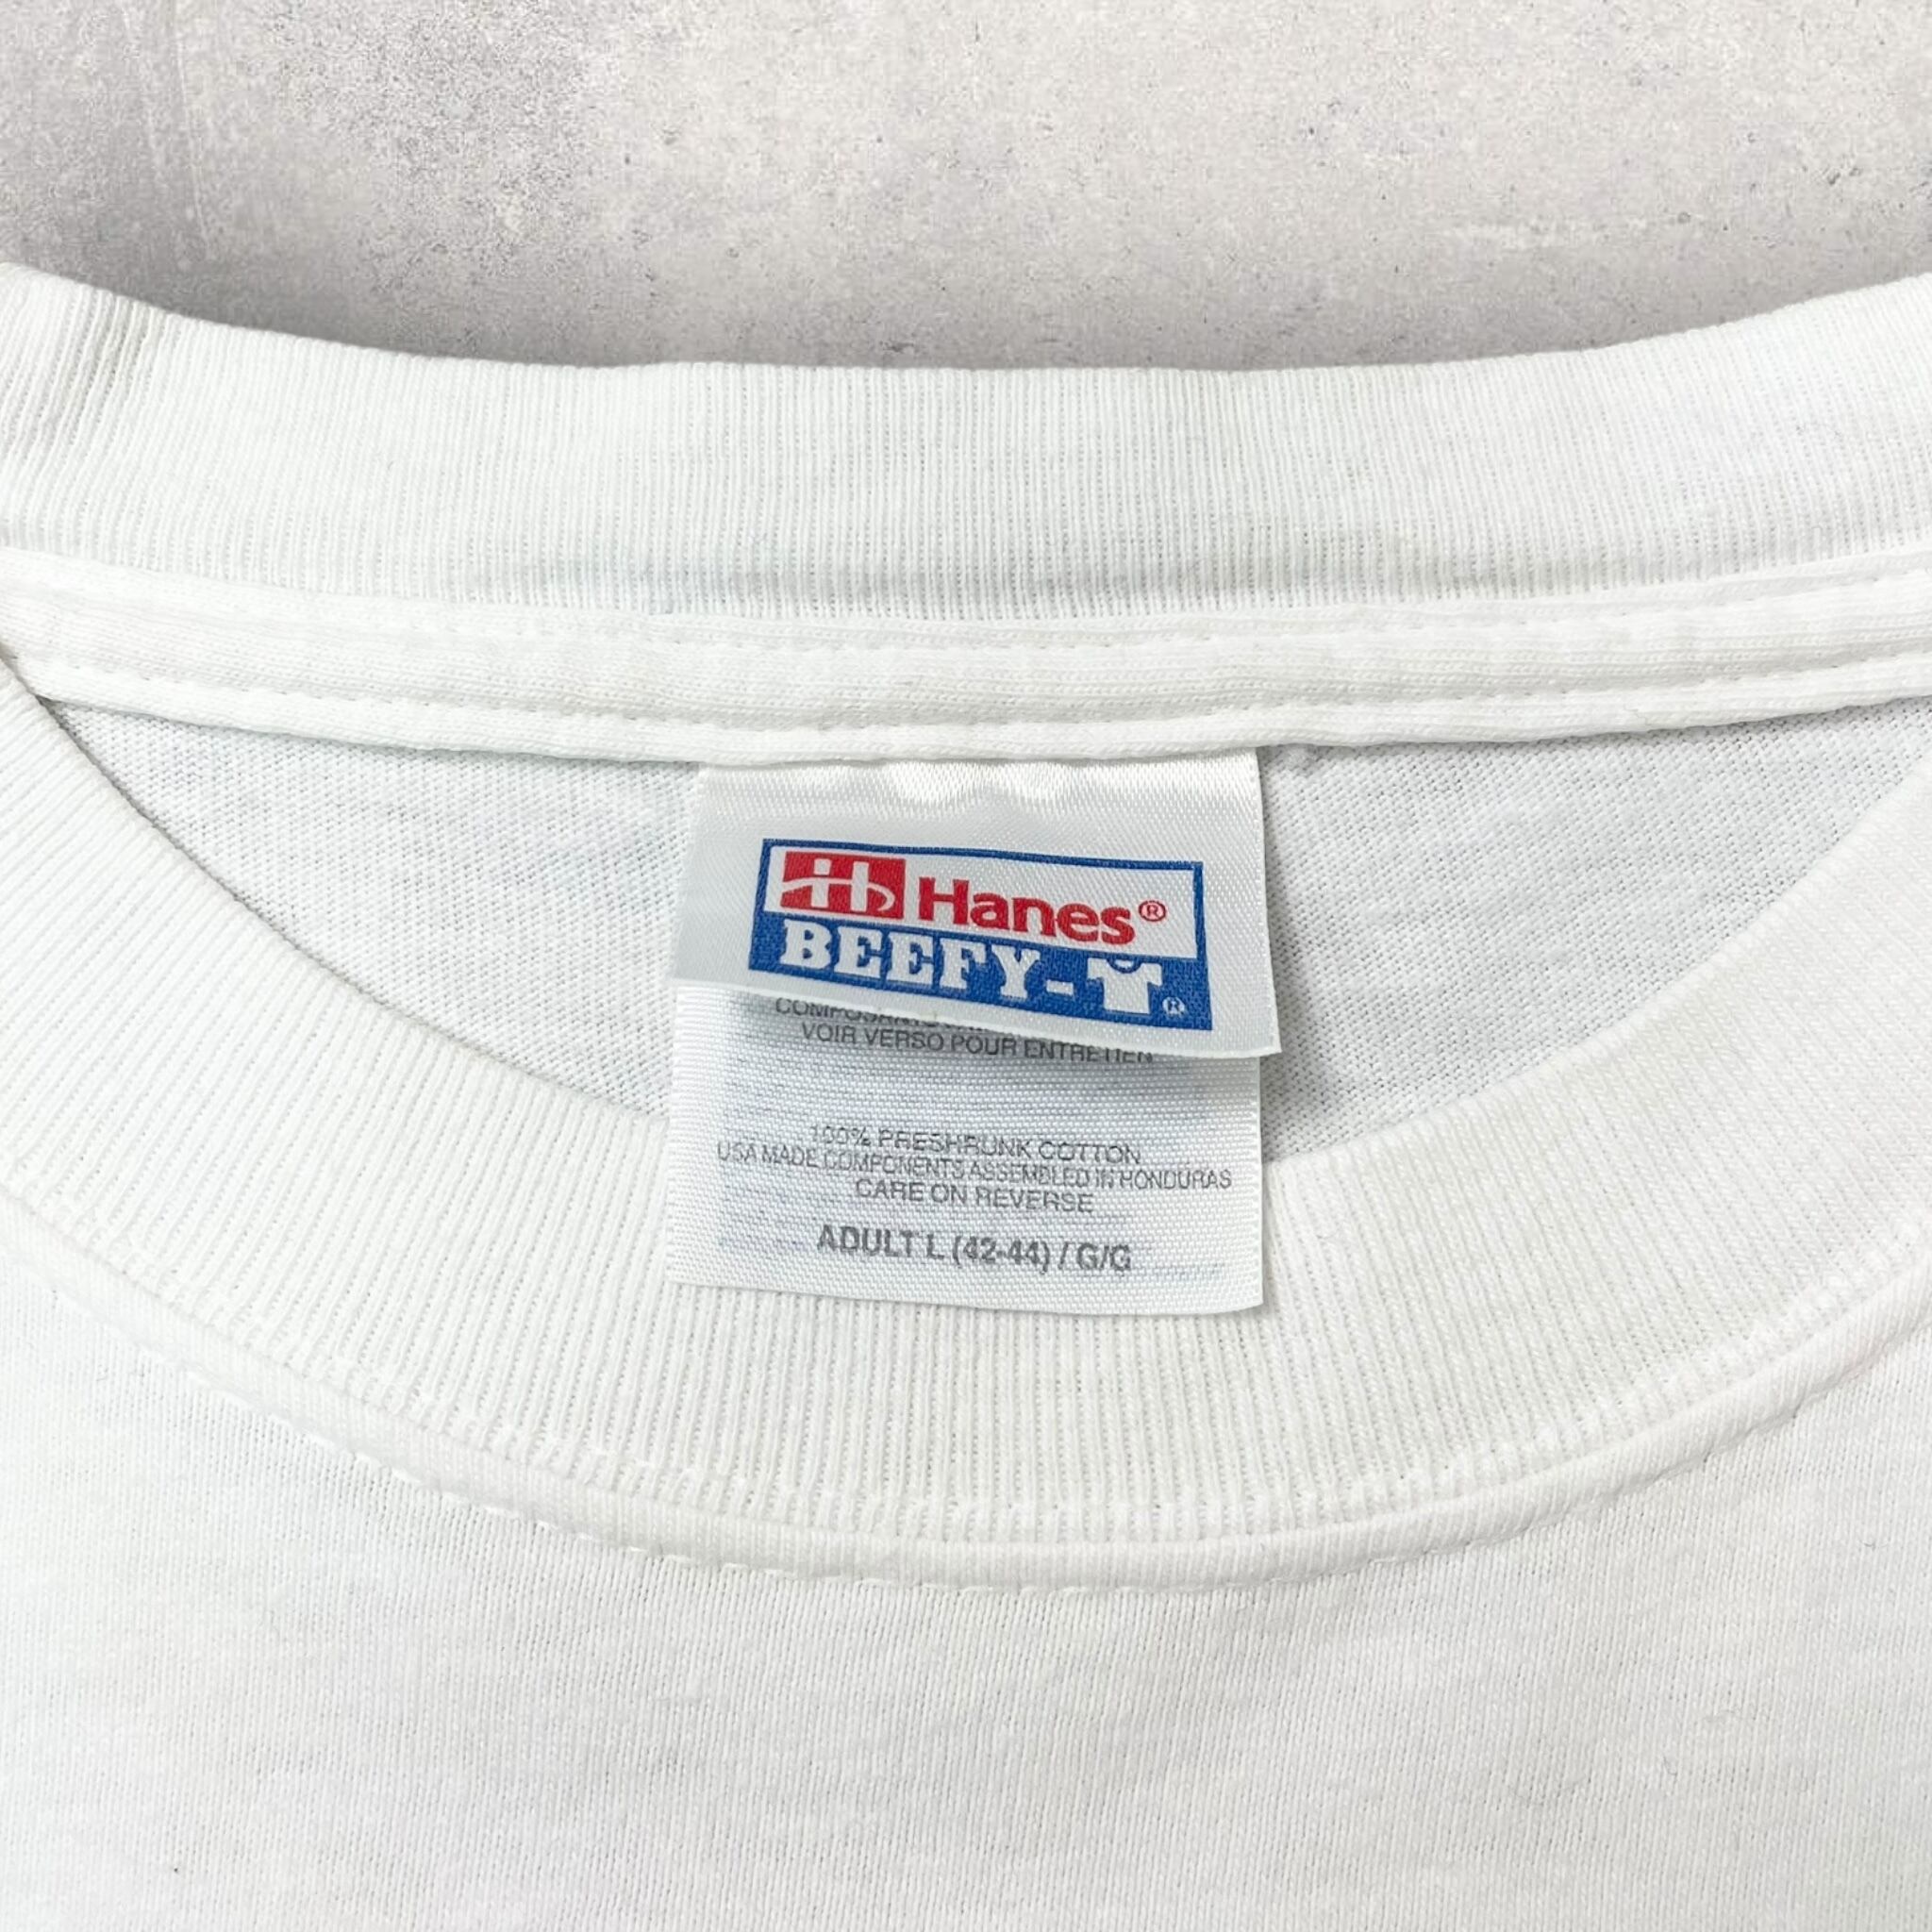 Hanes®
BEEFY-T®
VOIR VERSO POUR ENTRETIEN
100% PRESHRUNK COTTON
USA MADE COMPONENTS ASSEMBLED IN HONDURAS
CARE ON REVERSE
ADULT L (42-44) / G/G